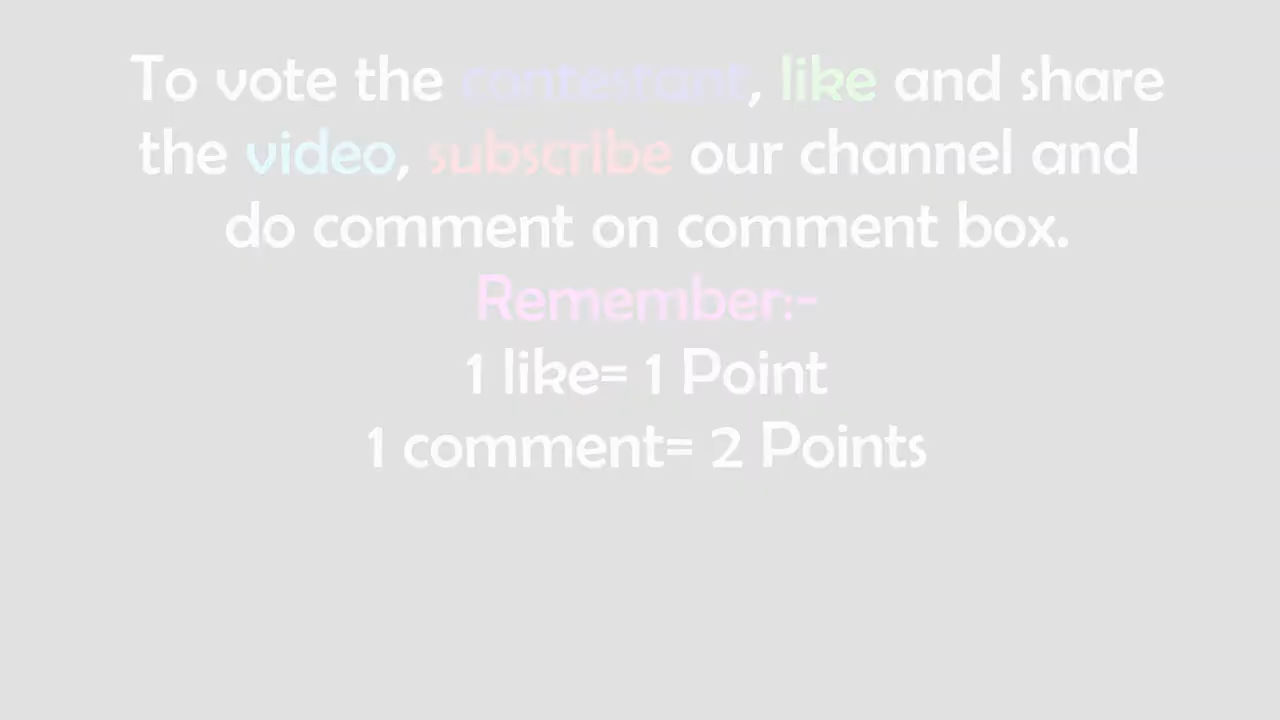 To vote the contestant, like and share
the video, subscribe our channel and
do comment on comment box.
Remember:-
1 like= 1 Point
1 comment= 2 Points